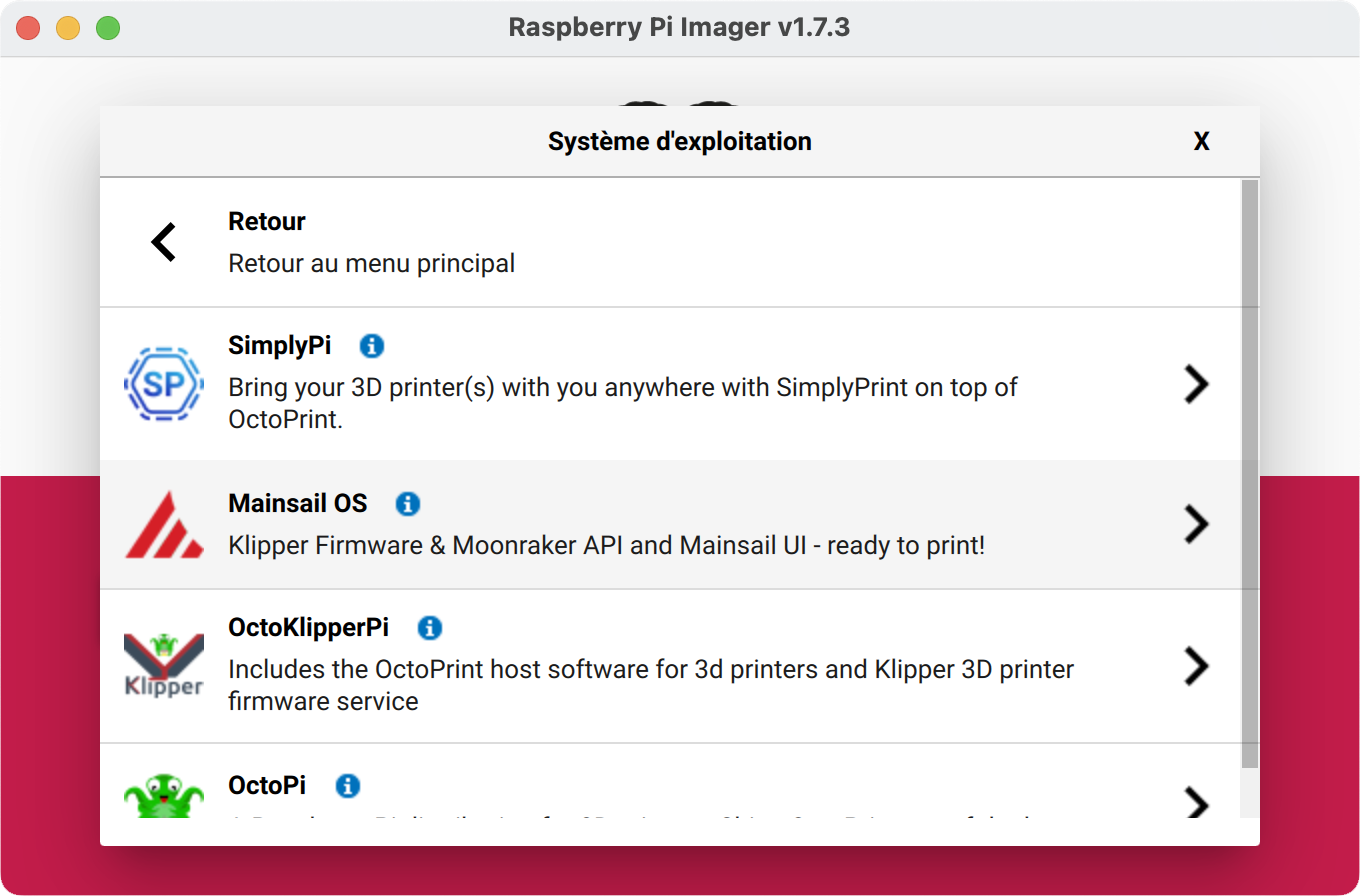 Raspberry Pi Imager v1.7.3
Système d'exploitation
X
Retour
Retour au menu principal
SP
SimplyPi
Bring your 3D printer(s) with you anywhere with SimplyPrint on top of
OctoPrint.
Mainsail OS
Klipper Firmware & Moonraker API and Mainsail UI - ready to print!
Klipper
OctoKlipperPi
Includes the OctoPrint host software for 3d printers and Klipper 3D printer
firmware service
OctoPi